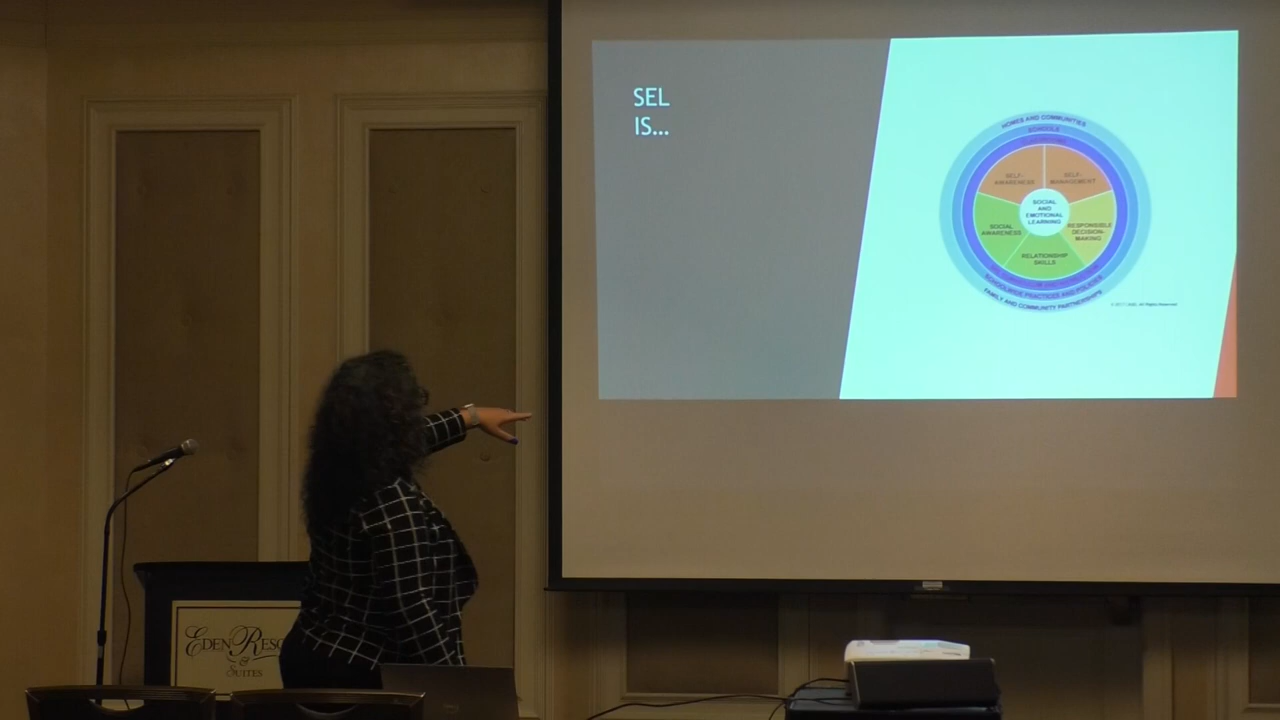 SEL
IS...
HOMES AND COMMUNITIES
SCHOOLS
SELF-
AWARENESS
SELF-
MANAGEMENT
SOCIAL
AND
EMOTIONAL
LEARNING
SOCIAL
AWARENESS
RESPONSIBLE
DECISION-
MAKING
RELATIONSHIP
SKILLS
SCHOOLWIDE PRACTICES AND POLICIES
FAMILY AND COMMUNITY PARTNERSHIPS
EDEN
&
SUITES